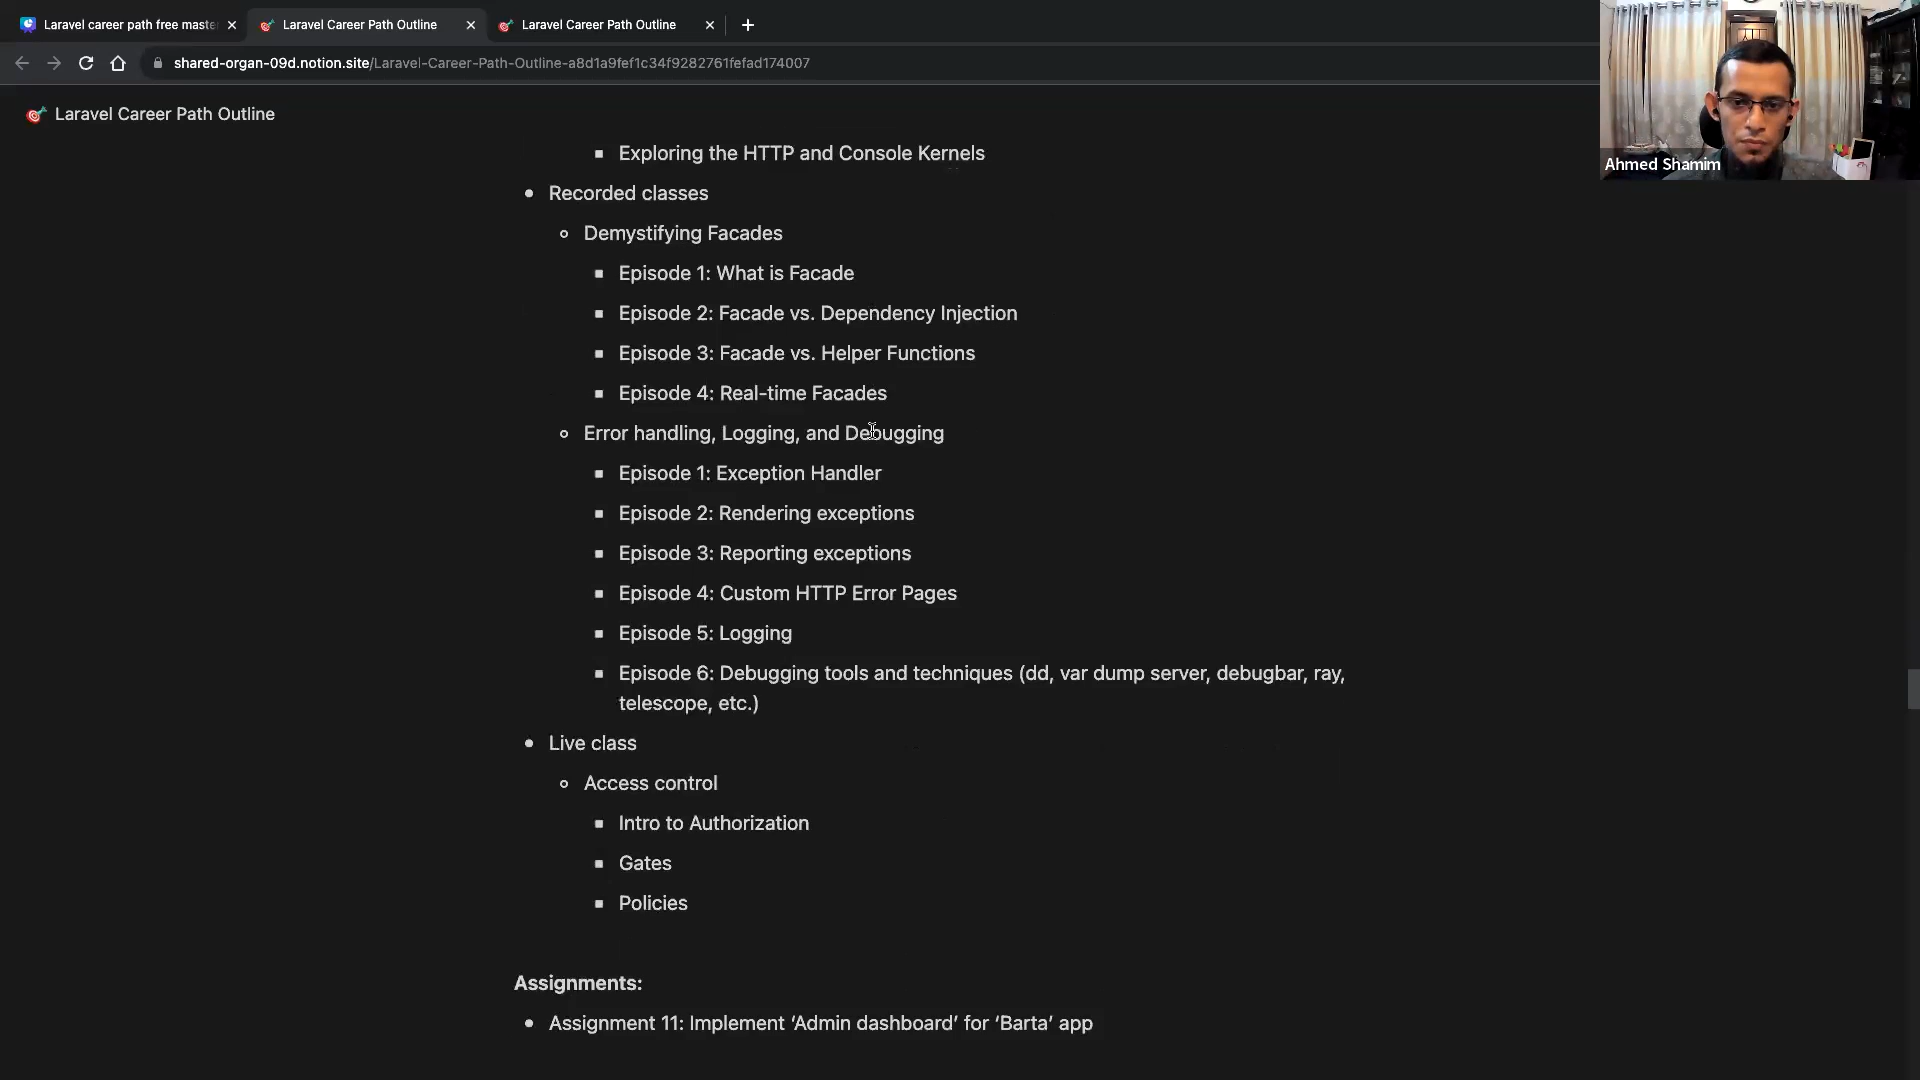 Laravel career path free maste
Laravel Career Path Outline
Laravel Career Path Outline
shared-organ-09d.notion.site/Laravel-Career-Path-Outline-a8d1a9fef1c34f9282761fefad174007
Ahmed Shamim
Laravel Career Path Outline
Exploring the HTTP and Console Kernels
Recorded classes
Demystifying Facades
Episode 1: What is Facade
Episode 2: Facade vs. Dependency Injection
Episode 3: Facade vs. Helper Functions
Episode 4: Real-time Facades
Error handling, Logging, and Debugging
Episode 1: Exception Handler
Episode 2: Rendering exceptions
Episode 3: Reporting exceptions
Episode 4: Custom HTTP Error Pages
Episode 5: Logging
Episode 6: Debugging tools and techniques (dd, var dump server, debugbar, ray,
telescope, etc.)
Live class
Access control
Intro to Authorization
Gates
Policies
Assignments:
Assignment 11: Implement ‘Admin dashboard’ for ‘Barta’ app